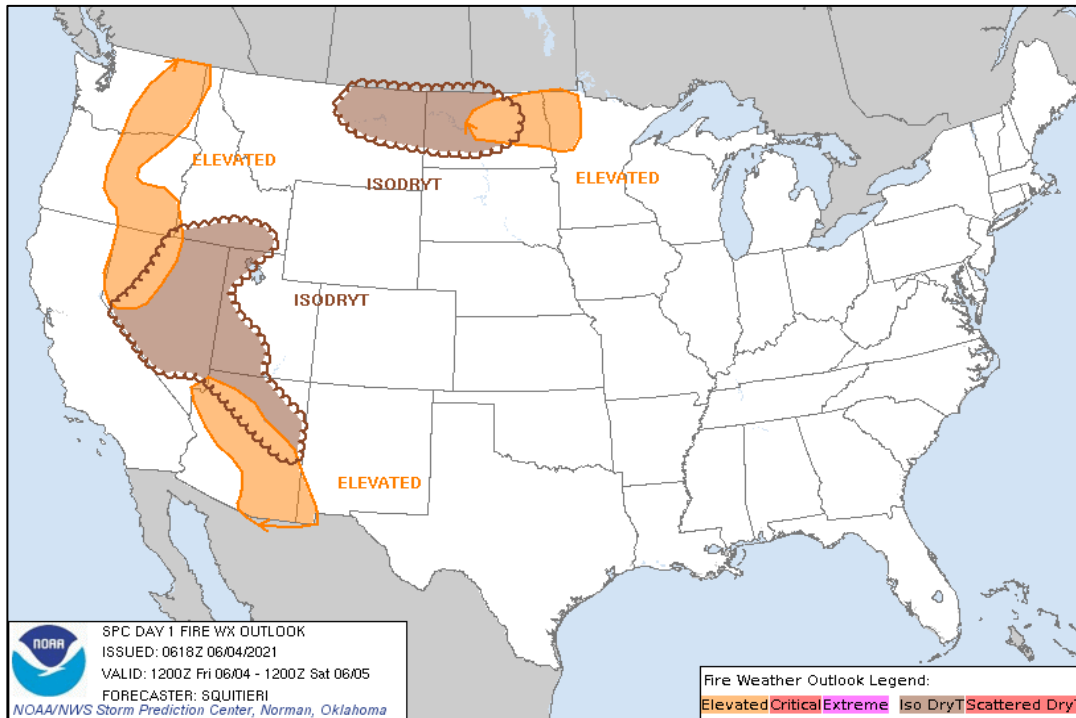 ELEVATED
ISODRYT
ELEVATED
ISODRYT
ELEVATED
NOAA
SPC DAY 1 FIRE WX OUTLOOK
ISSUED: 0618Z 06/04/2021
VALID: 1200Z Fri 06/04 - 1200Z Sat 06/05
FORECASTER: SQUITIERI
NOAA/NWS Storm Prediction Center, Norman, Oklahoma
Fire Weather Outlook Legend:
Elevated Critical Extreme Iso DryT Scattered DryT